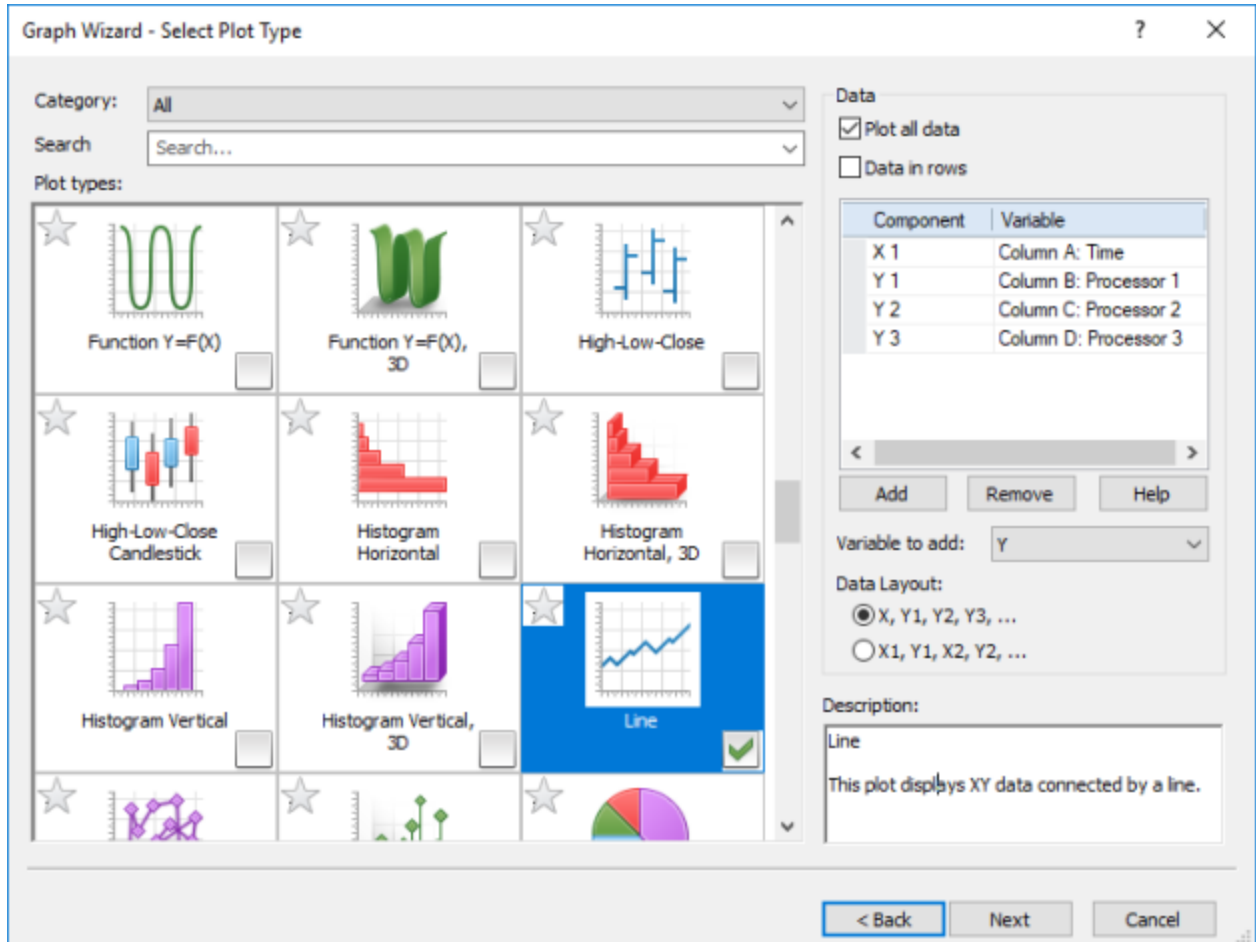 Graph Wizard - Select Plot Type
?
Category:
All
Search
Search...
Plot types:
Function Y=F(X)
Function Y=F(X),
3D
High-Low-Close
High-Low-Close
Candlestick
Histogram
Horizontal
Histogram
Horizontal, 3D
Histogram Vertical
Histogram Vertical,
3D
Line
Data
Plot all data
Data in rows
Component Variable
X 1 Column A: Time
Y 1 Column B: Processor 1
Y 2 Column C: Processor 2
Y 3 Column D: Processor 3
Add Remove Help
Variable to add: Y
Data Layout:
X, Y1, Y2, Y3, ...
X1, Y1, X2, Y2, ...
Description:
Line
This plot displays XY data connected by a line.
< Back Next Cancel